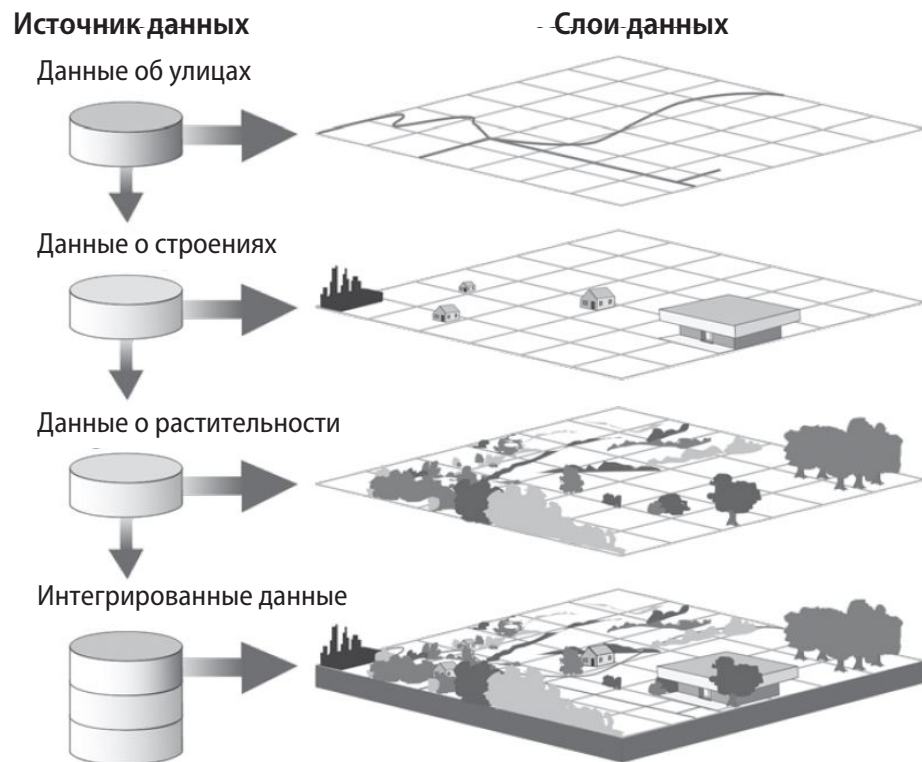 Источник данных
Слои данных
Данные об улицах
Данные о строениях
Данные о растительности
Интегрированные данные